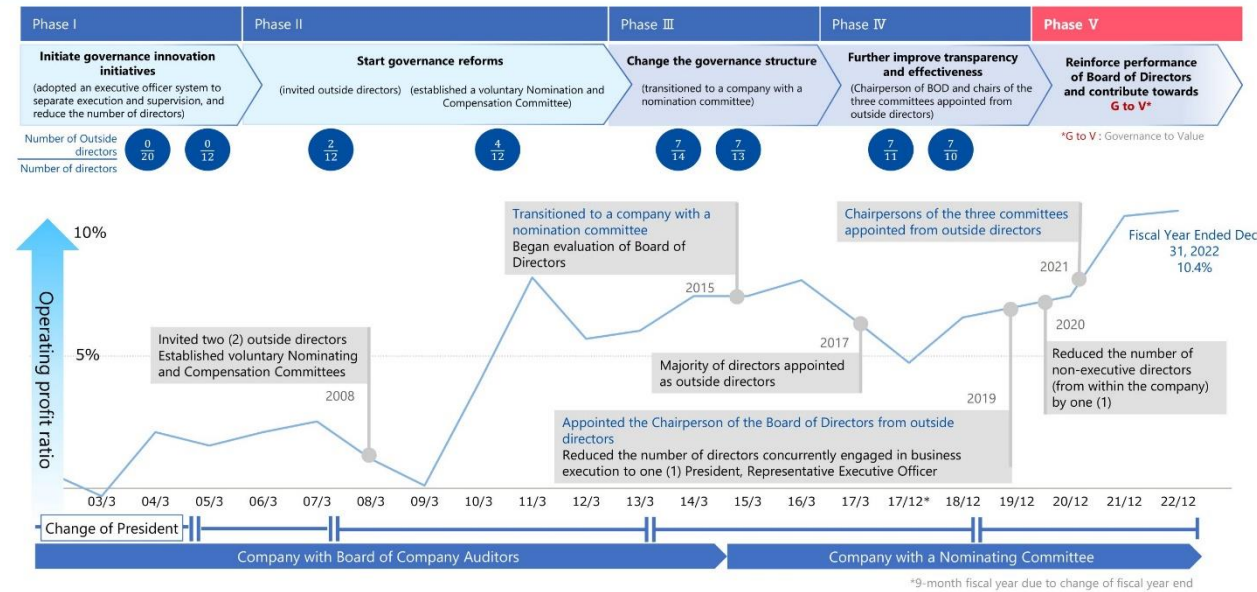 Phase I
Phase II
Phase Ⅲ
Phase Ⅳ
Phase Ⅴ
Initiate governance innovation
initiatives
(adopted an executive officer system to
separate execution and supervision, and
reduce the number of directors)
Start governance reforms
(invited outside directors) (established a voluntary Nomination and
Compensation Committee)
Change the governance structure
(transitioned to a company with a
nomination committee)
Further improve transparency
and effectiveness
(Chairperson of BOD and chairs of the
three committees appointed from
outside directors)
Reinforce performance
of Board of Directors
and contribute towards
G to V*
*G to V : Governance to Value
Number of Outside
directors
Number of directors
0
20
0
12
2
12
4
12
7
14
7
13
7
11
7
10
Operating profit ratio
10%
5%
Invited two (2) outside directors
Established voluntary Nominating
and Compensation Committees
2008
Transitioned to a company with a
nomination committee
Began evaluation of Board of
Directors
2015
Majority of directors appointed
as outside directors
2017
Appointed the Chairperson of the Board of Directors from outside
directors
Reduced the number of directors concurrently engaged in business
execution to one (1) President, Representative Executive Officer
2019
Chairpersons of the three committees
appointed from outside directors
2021
2020
Reduced the number of
non-executive directors
(from within the company)
by one (1)
Fiscal Year Ended Dec
31, 2022
10.4%
03/3 04/3 05/3 06/3 07/3 08/3 09/3 10/3 11/3 12/3 13/3 14/3 15/3 16/3 17/3 17/12* 18/12 19/12 20/12 21/12 22/12
Change of President
Company with Board of Company Auditors
Company with a Nominating Committee
*9-month fiscal year due to change of fiscal year end